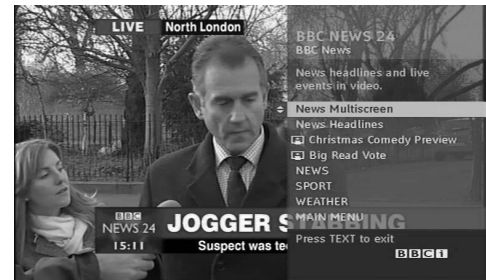 LIVE
North London
BBC NEWS 24
BBC News
News headlines and live
events in video.
News Multiscreen
News Headlines
Christmas Comedy Preview
Big Read Vote
NEWS
SPORT
WEATHER
MAIN MENU
Press TEXT to exit
BBCi
BBC
NEWS 24
15:11
JOGGER STABBING
Suspect was